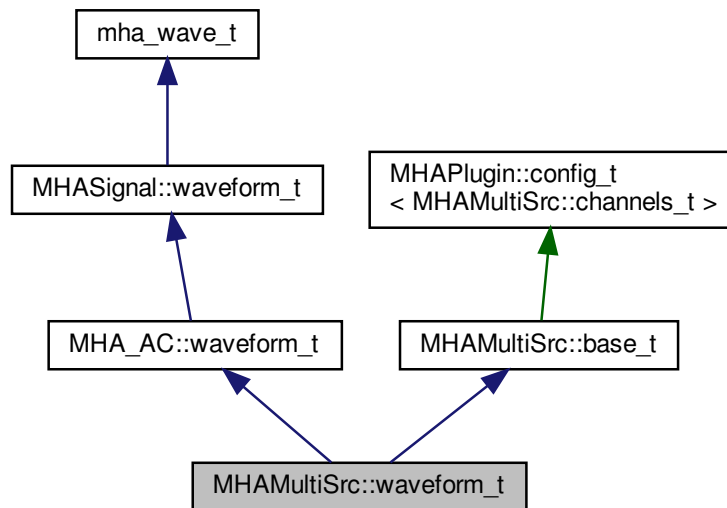 mha_wave_t
MHASignal::waveform_t
MHAPlugin::config_t
< MHAMultiSrc::channels_t >
MHA_AC::waveform_t
MHAMultiSrc::base_t
MHAMultiSrc::waveform_t